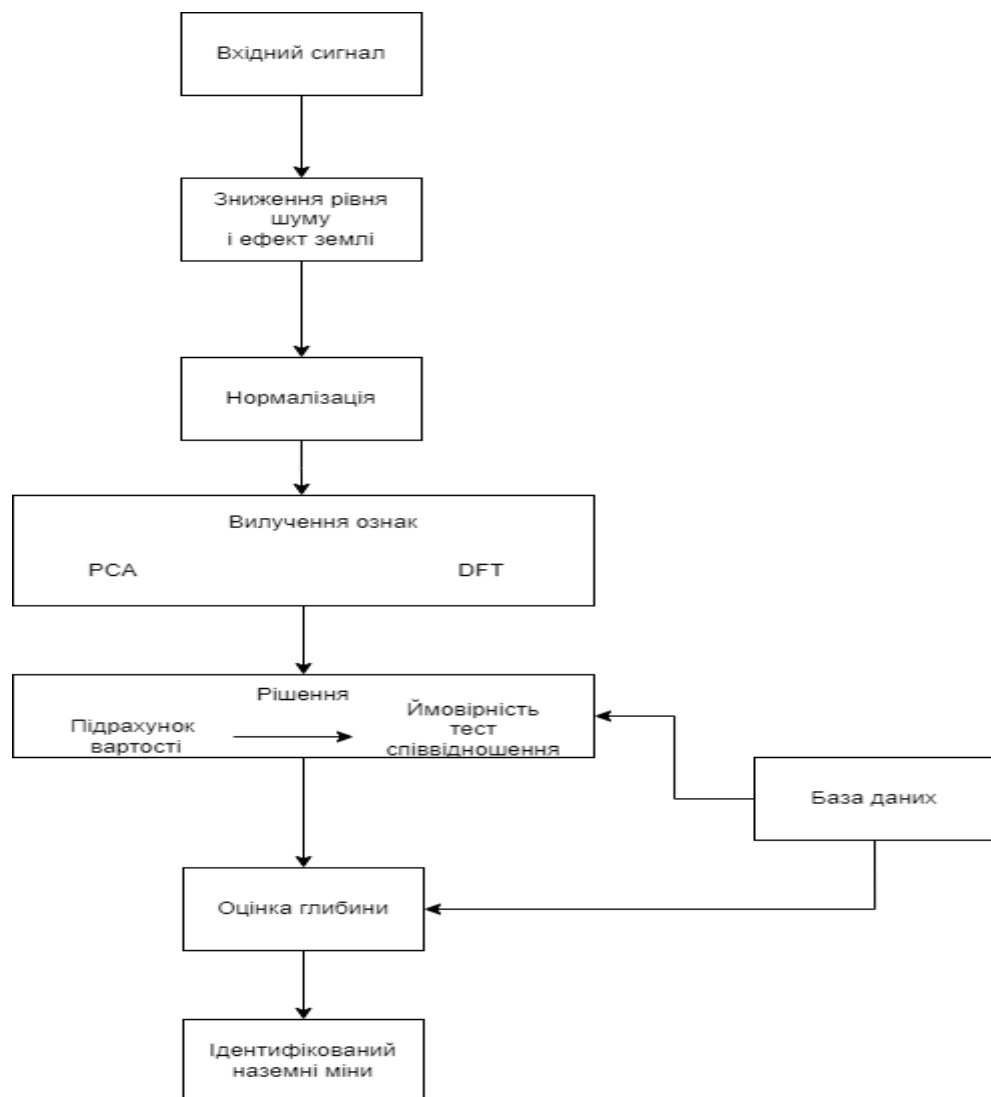 Вхідний сигнал
Зниження рівня
шуму
і ефект землі
Нормалізація
Вилучення ознак
PCA
DFT
Рішення
Підрахунок
вартості
Ймовірність
тест
співвідношення
База даних
Оцінка глибини
Ідентифікований
наземні міни